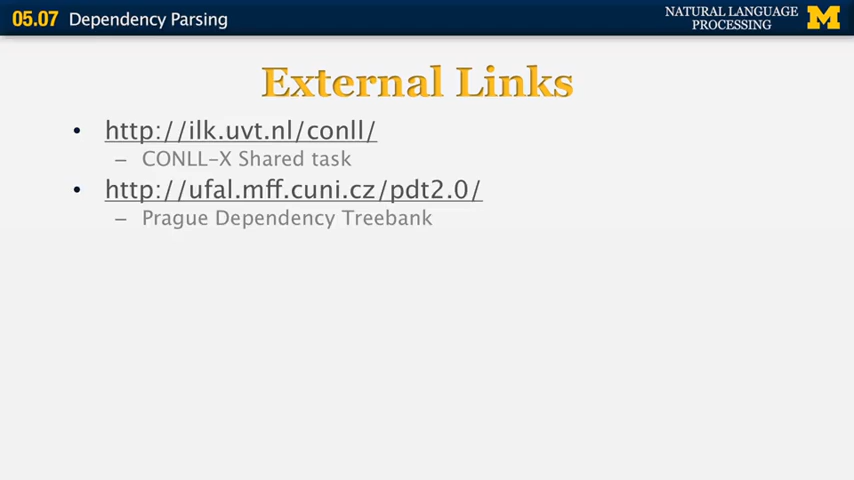 05.07 Dependency Parsing
NATURAL LANGUAGE
PROCESSING
M
External Links
• http://ilk.uvt.nl/conll/
– CONLL-X Shared task
• http://ufal.mff.cuni.cz/pdt2.0/
– Prague Dependency Treebank